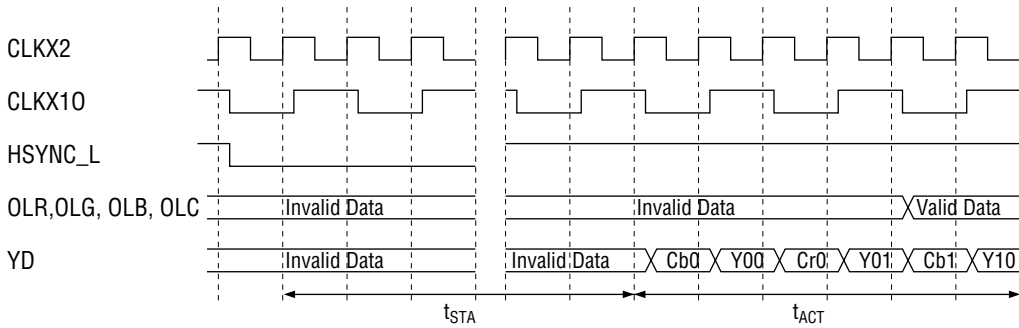 CLKX2
CLKX1O
HSYNC_L
OLR,OLG, OLB, OLC Invalid Data Invalid Data Valid Data
YD Invalid Data Invalid Data Cb0 Y00 Cr0 Y01 Cb1 Y10
tSTA tACT